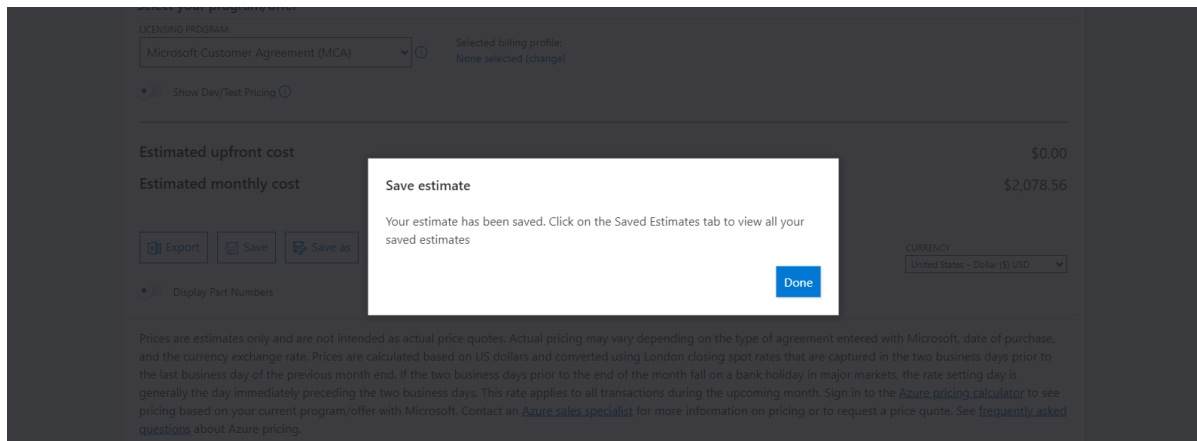 Select your program/offer
LICENSING PROGRAM:
Microsoft Customer Agreement (MCA)
Selected billing profile:
None selected (change)
Show Dev/Test Pricing
Estimated upfront cost
$0.00
Estimated monthly cost
$2,078.56
Save estimate
Your estimate has been saved. Click on the Saved Estimates tab to view all your
saved estimates
Done
Export
Save
Save as
CURRENCY
United States – Dollar ($) USD
Display Part Numbers
Prices are estimates only and are not intended as actual price quotes. Actual pricing may vary depending on the type of agreement entered with Microsoft, date of purchase,
and the currency exchange rate. Prices are calculated based on US dollars and converted using London closing spot rates that are captured in the two business days prior to
the last business day of the previous month end. If the two business days prior to the end of the month fall on a bank holiday in major markets, the rate setting day is
generally the day immediately preceding the two business days. This rate applies to all transactions during the upcoming month. Sign in to the Azure pricing calculator to see
pricing based on your current program/offer with Microsoft. Contact an Azure sales specialist for more information on pricing or to request a price quote. See frequently asked
questions about Azure pricing.